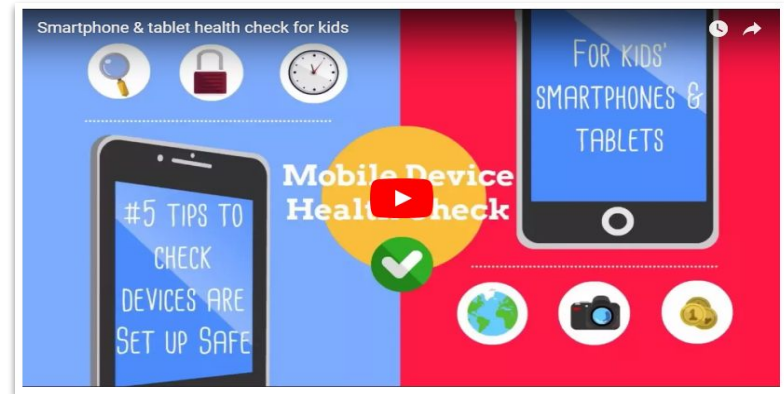 Smartphone & tablet health check for kids
FOR KIDS'
SMARTPHONES &
TABLETS
Mobile Device
Health Check
#5 TIPS TO
CHECK
DEVICES ARE
SET UP SAFE
1